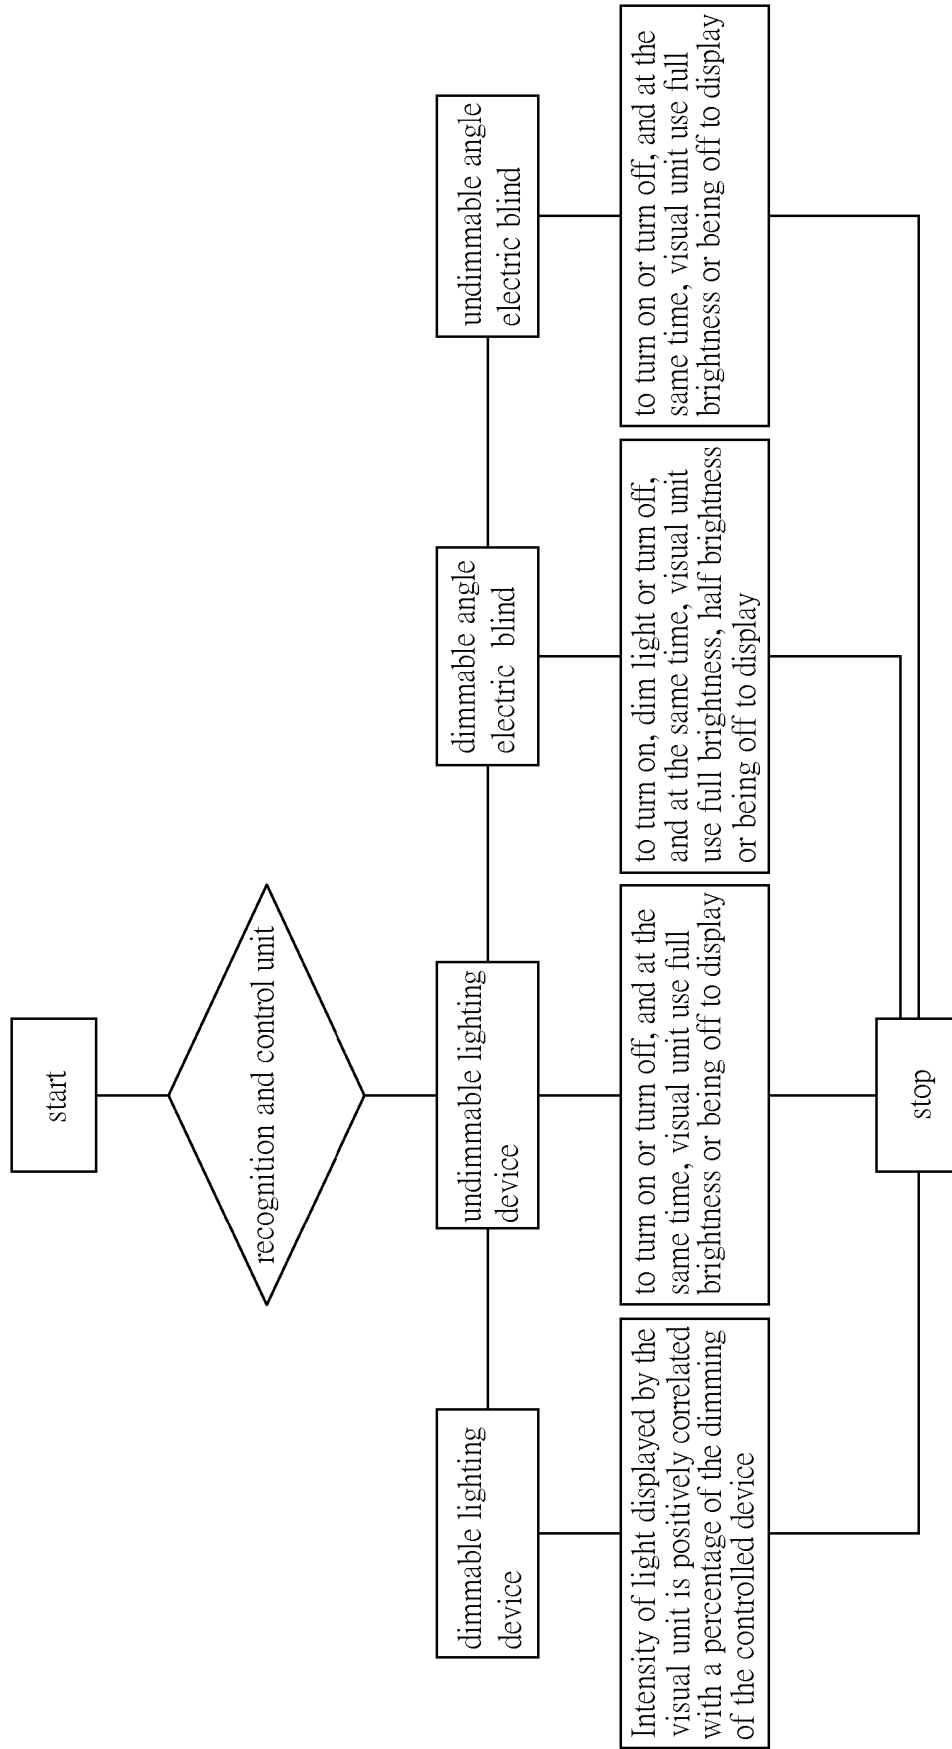 start
recognition and control unit
dimmable lighting
device
undimmable lighting
device
dimmable angle
electric blind
undimmable angle
electric blind
Intensity of light displayed by the
visual unit is positively correlated
with a percentage of the dimming
of the controlled device
to turn on or turn off, and at the
same time, visual unit use full
brightness or being off to display
to turn on, dim light or turn off,
and at the same time, visual unit
use full brightness, half brightness
or being off to display
to turn on or turn off, and at the
same time, visual unit use full
brightness or being off to display
stop